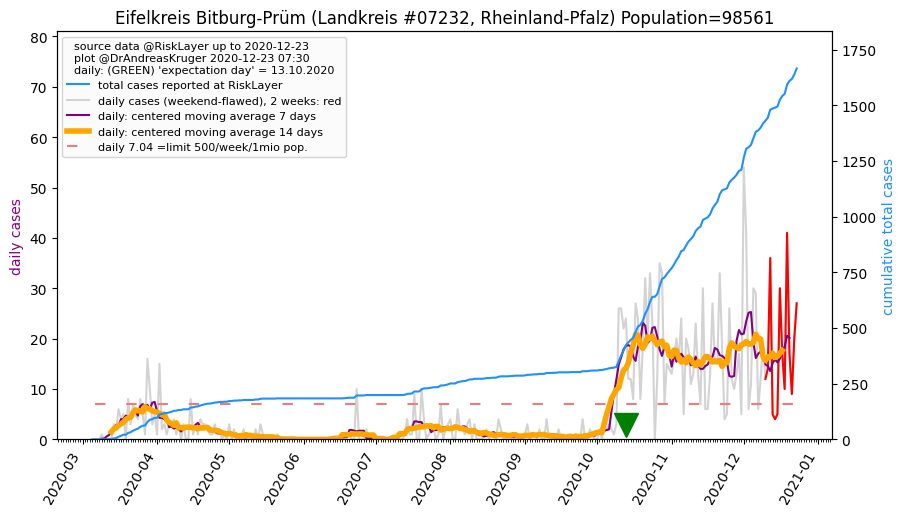 Eifelkreis Bitburg-Prüm (Landkreis #07232, Rheinland-Pfalz) Population=98561
source data @RiskLayer up to 2020-12-23
plot @DrAndreasKruger 2020-12-23 07:30
daily: (GREEN) 'expectation day' = 13.10.2020
total cases reported at RiskLayer
daily cases (weekend-flawed), 2 weeks: red
daily: centered moving average 7 days
daily: centered moving average 14 days
daily 7.04 =limit 500/week/1mio pop.
daily cases
80
70
60
50
40
30
20
10
0
cumulative total cases
1750
1500
1250
1000
750
500
250
0
2020-03
2020-04
2020-05
2020-06
2020-07
2020-08
2020-09
2020-10
2020-11
2020-12
2021-01